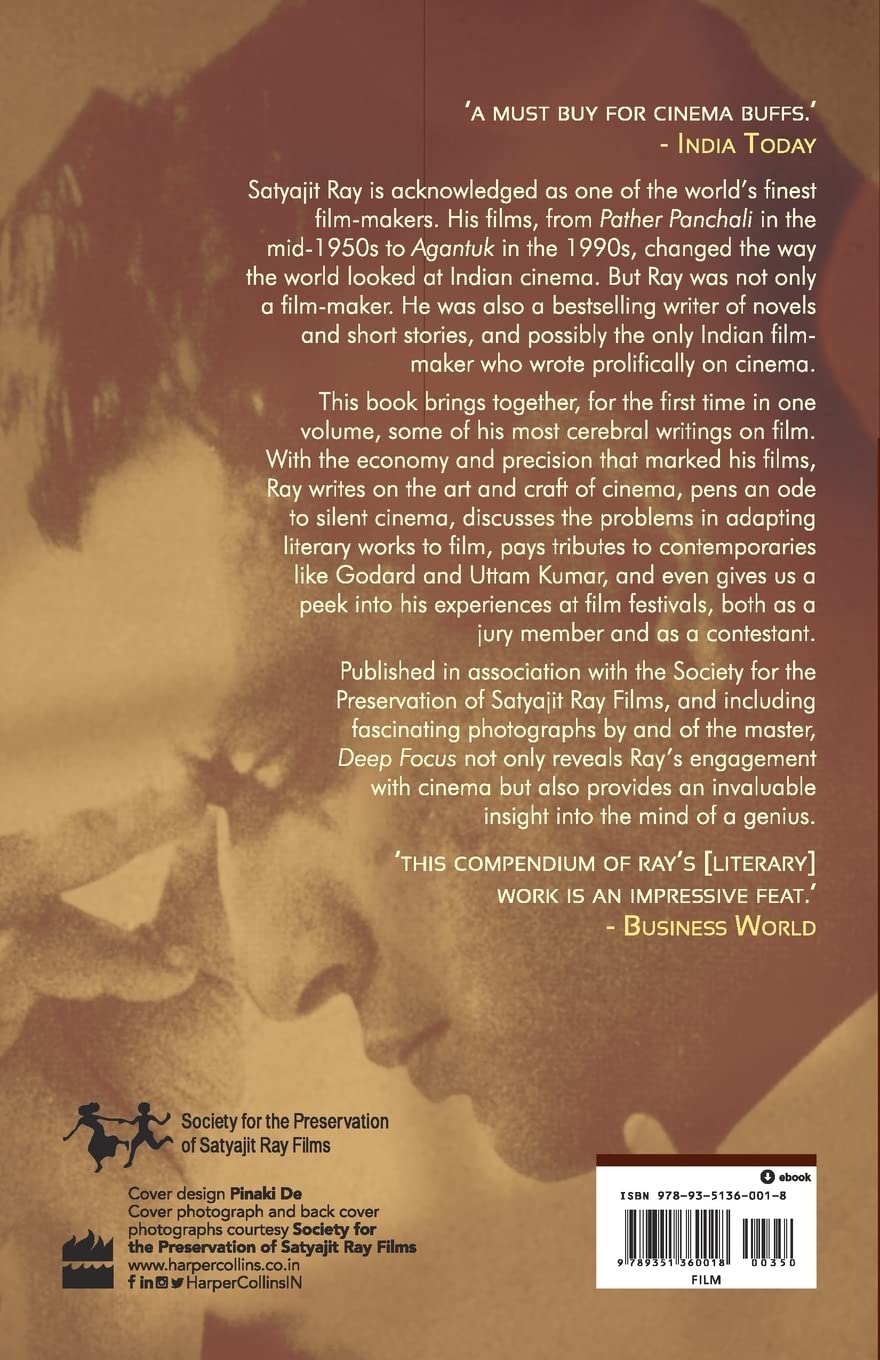 ‘A MUST BUY FOR CINEMA BUFFS.’
- INDIA TODAY
Satyajit Ray is acknowledged as one of the world’s finest
film-makers. His films, from Pather Panchali in the
mid-1950s to Agantuk in the 1990s, changed the way
the world looked at Indian cinema. But Ray was not only
a film-maker. He was also a bestselling writer of novels
and short stories, and possibly the only Indian film-
maker who wrote prolifically on cinema.
This book brings together, for the first time in one
volume, some of his most cerebral writings on film.
With the economy and precision that marked his films,
Ray writes on the art and craft of cinema, pens an ode
to silent cinema, discusses the problems in adapting
literary works to film, pays tributes to contemporaries
like Godard and Uttam Kumar, and even gives us a
peek into his experiences at film festivals, both as a
jury member and as a contestant.
Published in association with the Society for the
Preservation of Satyajit Ray Films, and including
fascinating photographs by and of the master,
Deep Focus not only reveals Ray’s engagement
with cinema but also provides an invaluable
insight into the mind of a genius.
‘THIS COMPENDIUM OF RAY’S [LITERARY]
WORK IS AN IMPRESSIVE FEAT.’
- BUSINESS WORLD
Society for the Preservation
of Satyajit Ray Films
Cover design Pinaki De
Cover photograph and back cover
photographs courtesy Society for
the Preservation of Satyajit Ray Films
www.harpercollins.co.in
HarperCollinsIN
ebook
ISBN 978-93-5136-001-8
9 789351 360018
00350
FILM